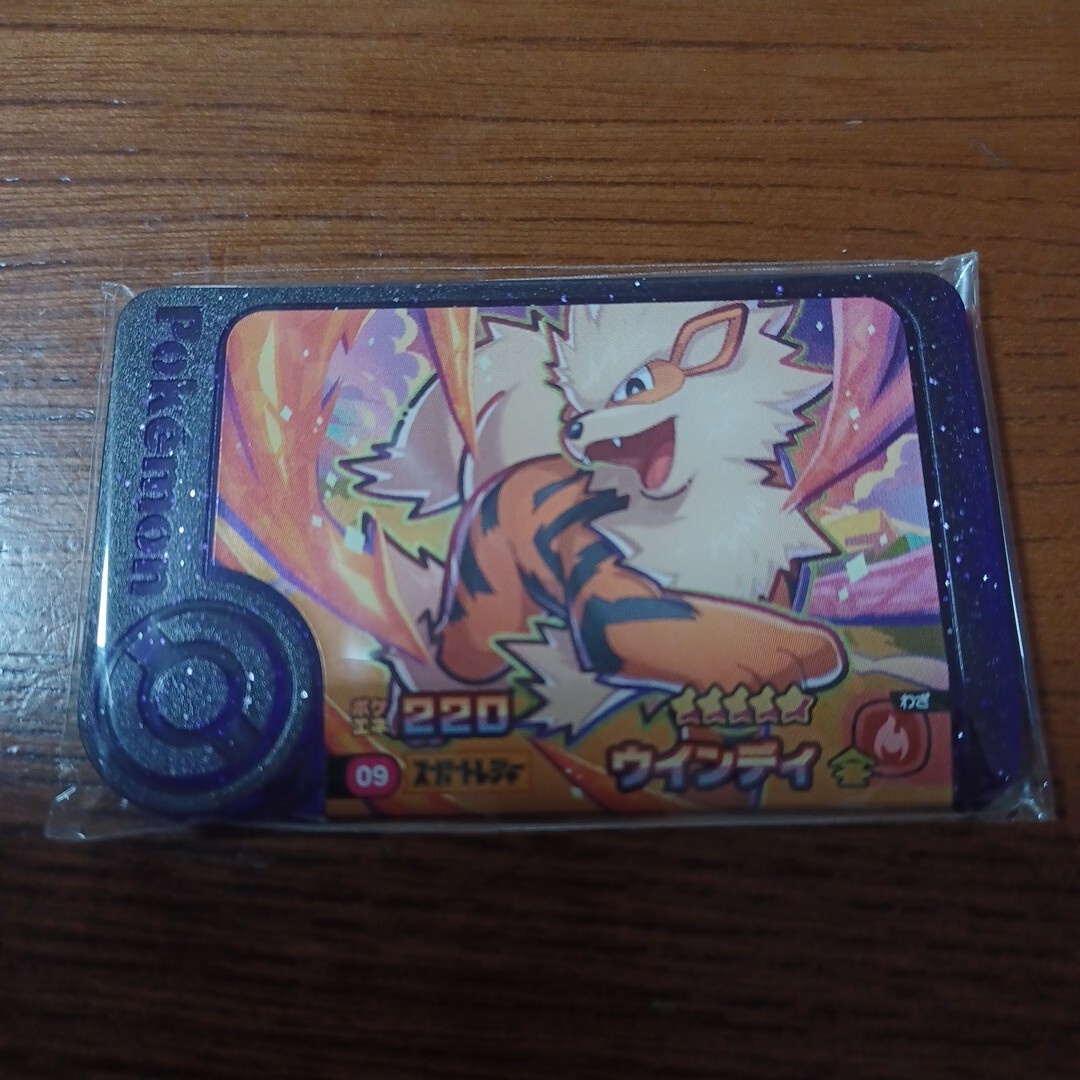 Pokémon
ポケエネ 220
わざ
09 スーパートレジャー
ウインディ